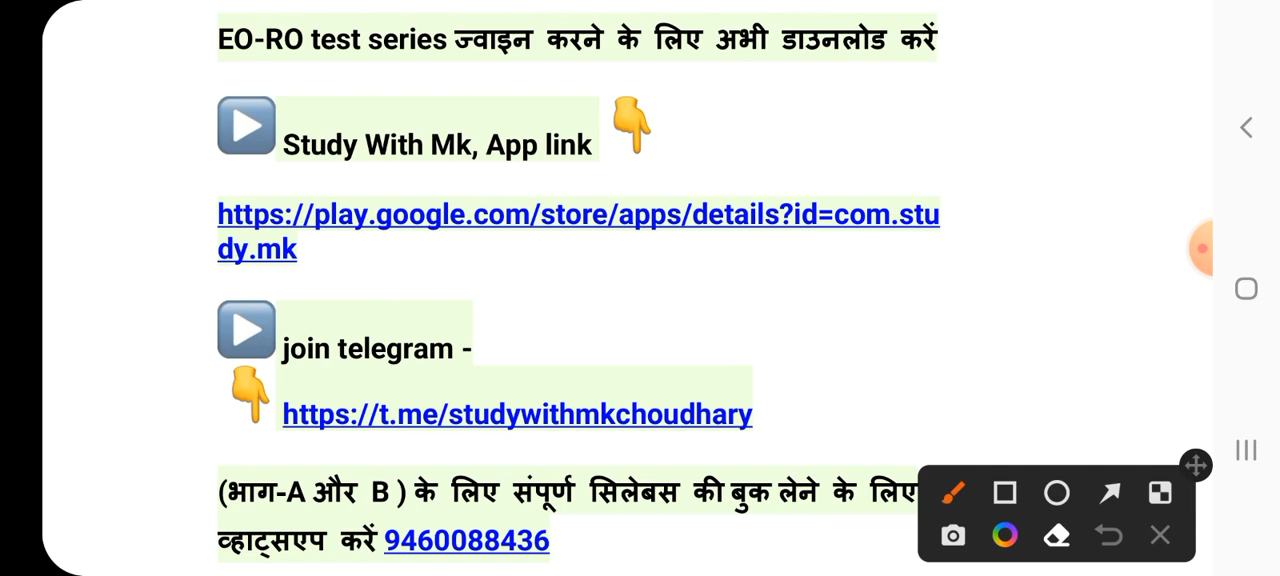 EO-RO test series ज्वाइन करने के लिए अभी डाउनलोड करें
Study With Mk, App link
https://play.google.com/store/apps/details?id=com.stu
dy.mk
join telegram -
https://t.me/studywithmkchoudhary
(भाग-A और B ) के लिए संपूर्ण सिलेबस की बुक लेने के लिए
व्हाट्सएप करें 9460088436